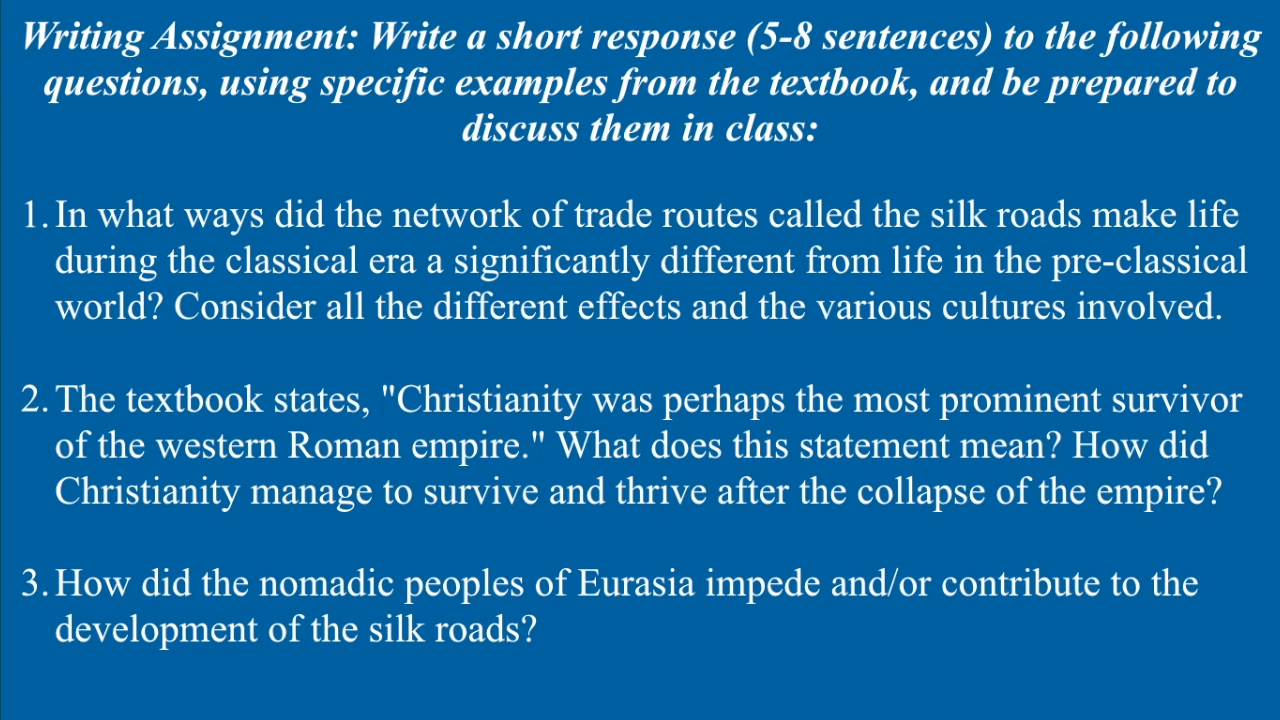 Writing Assignment: Write a short response (5-8 sentences) to the following
questions, using specific examples from the textbook, and be prepared to
discuss them in class:
1. In what ways did the network of trade routes called the silk roads make life
during the classical era a significantly different from life in the pre-classical
world? Consider all the different effects and the various cultures involved.
2. The textbook states, "Christianity was perhaps the most prominent survivor
of the western Roman empire." What does this statement mean? How did
Christianity manage to survive and thrive after the collapse of the empire?
3. How did the nomadic peoples of Eurasia impede and/or contribute to the
development of the silk roads?